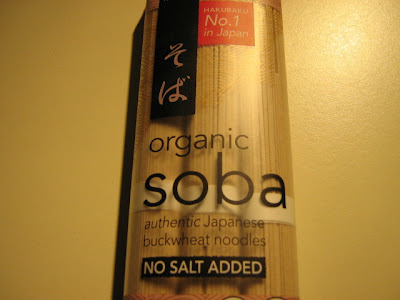 HAKUBAKU
No.1
in Japan
そば
organic
soba
authentic Japanese
buckwheat noodles
NO SALT ADDED